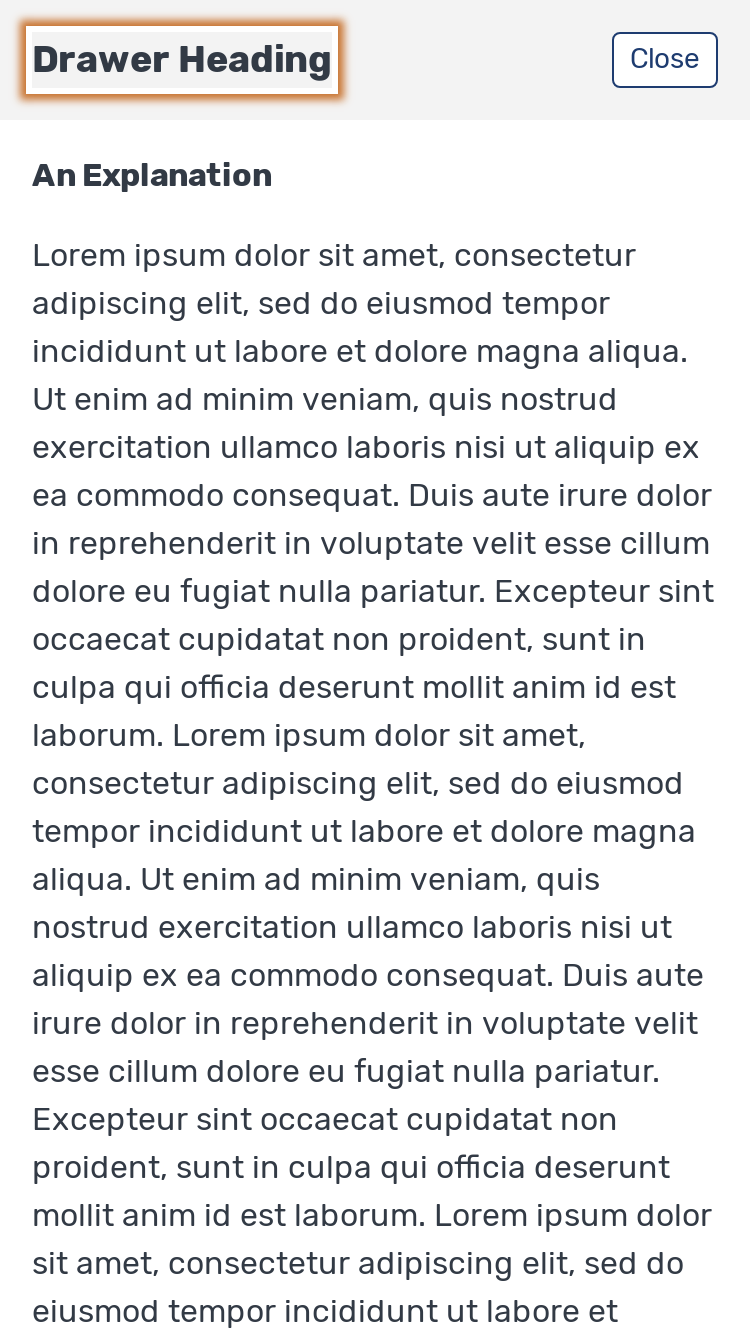 Drawer Heading
Close
An Explanation
Lorem ipsum dolor sit amet, consectetur
adipiscing elit, sed do eiusmod tempor
incididunt ut labore et dolore magna aliqua.
Ut enim ad minim veniam, quis nostrud
exercitation ullamco laboris nisi ut aliquip ex
ea commodo consequat. Duis aute irure dolor
in reprehenderit in voluptate velit esse cillum
dolore eu fugiat nulla pariatur. Excepteur sint
occaecat cupidatat non proident, sunt in
culpa qui officia deserunt mollit anim id est
laborum. Lorem ipsum dolor sit amet,
consectetur adipiscing elit, sed do eiusmod
tempor incididunt ut labore et dolore magna
aliqua. Ut enim ad minim veniam, quis
nostrud exercitation ullamco laboris nisi ut
aliquip ex ea commodo consequat. Duis aute
irure dolor in reprehenderit in voluptate velit
esse cillum dolore eu fugiat nulla pariatur.
Excepteur sint occaecat cupidatat non
proident, sunt in culpa qui officia deserunt
mollit anim id est laborum. Lorem ipsum dolor
sit amet, consectetur adipiscing elit, sed do
eiusmod tempor incididunt ut labore et